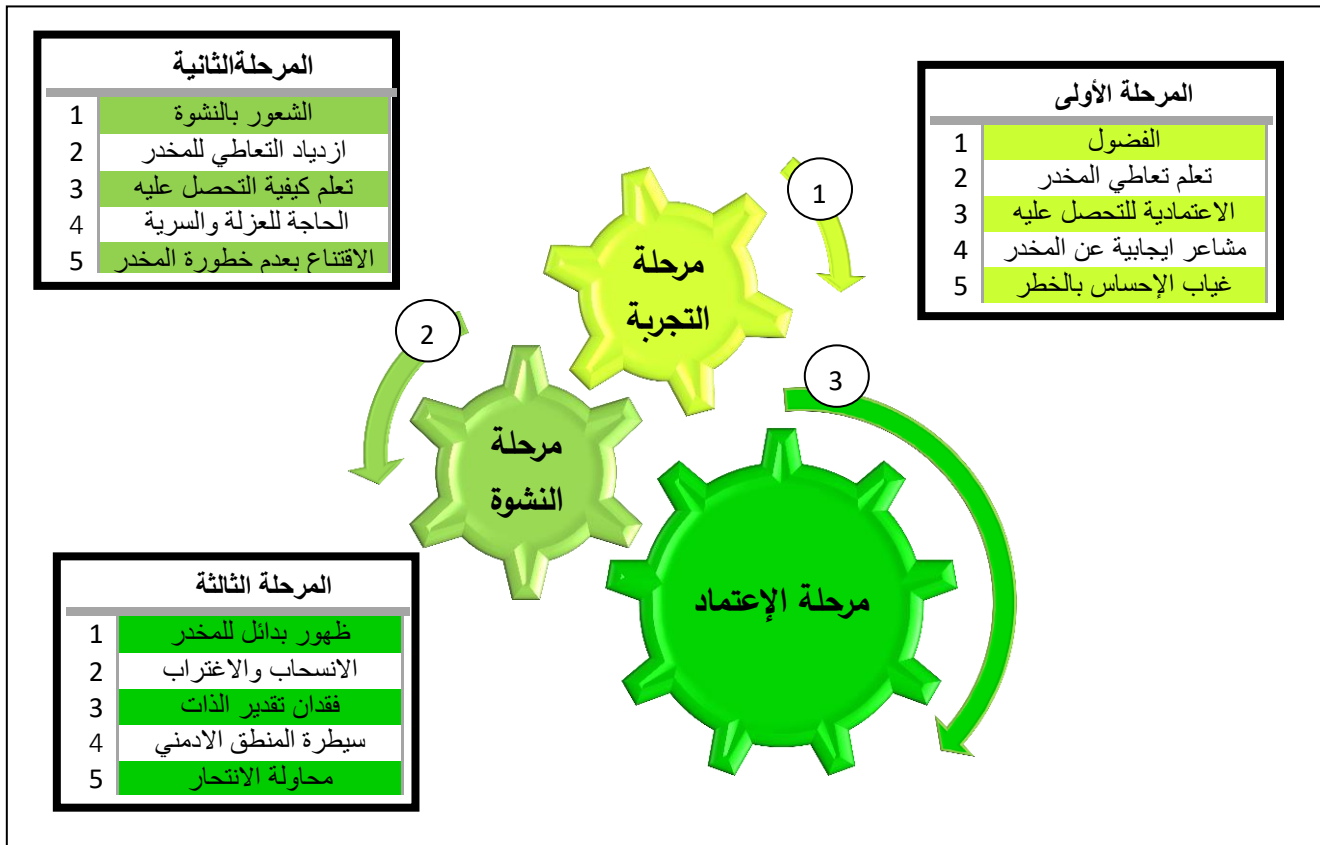 المرحلة الأولى
1 الفضول
2 تعلم تعاطي المخدر
3 الاعتمادية للتحصل عليه
4 مشاعر ايجابية عن المخدر
5 غياب الإحساس بالخطر
المرحلةالثانية
1 الشعور بالنشوة
2 ازدياد التعاطي للمخدر
3 تعلم كيفية التحصل عليه
4 الحاجة للعزلة والسرية
5 الاقتناع بعدم خطورة المخدر
1
مرحلة
التجربة
2
مرحلة
النشوة
3
مرحلة الإعتماد
المرحلة الثالثة
1 ظهور بدائل للمخدر
2 الانسحاب والاغتراب
3 فقدان تقدير الذات
4 سيطرة المنطق الادمني
5 محاولة الانتحار